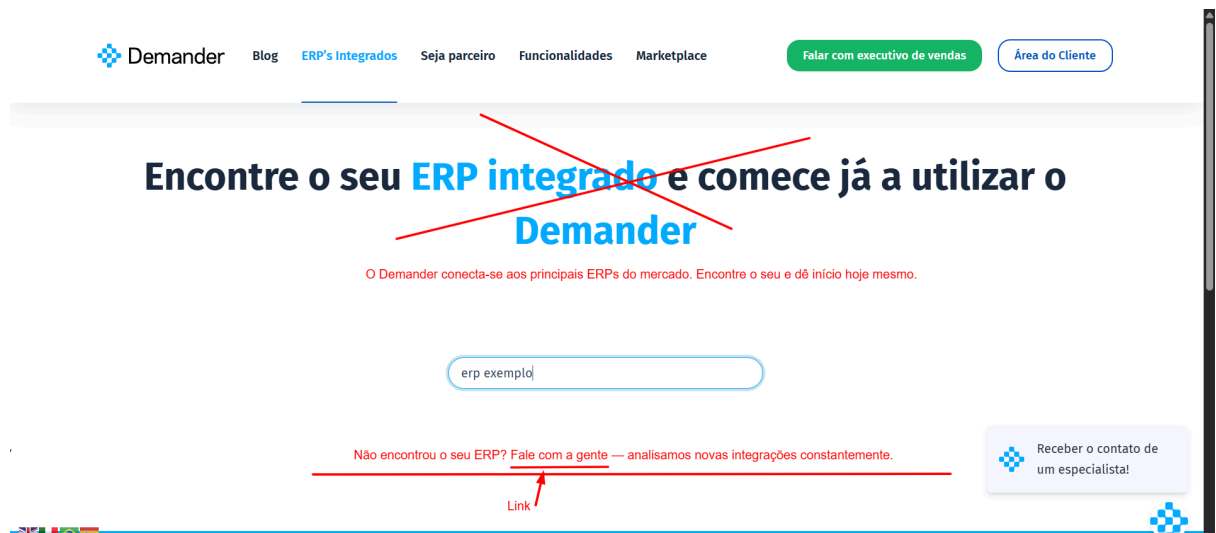 Demander
Blog
ERP's Integrados
Seja parceiro
Funcionalidades
Marketplace
Falar com executivo de vendas
Área do Cliente
Encontre o seu ERP integrado e comece já a utilizar o
Demander
O Demander conecta-se aos principais ERPs do mercado. Encontre o seu e dê início hoje mesmo.
erp exemplo
Não encontrou o seu ERP? Fale com a gente — analisamos novas integrações constantemente.
Link
Receber o contato de
um especialista!